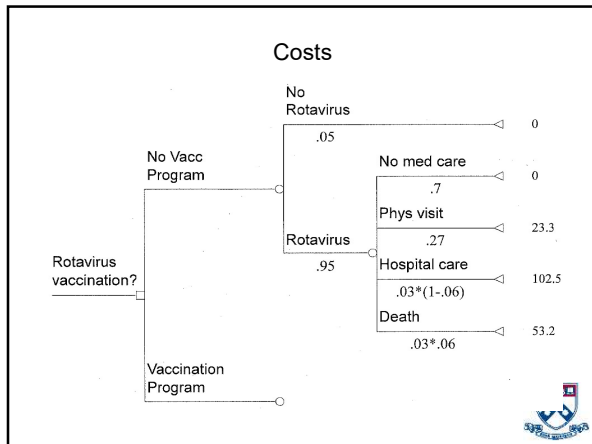 Costs
No
Rotavirus
.05
0
No Vacc
Program
No med care
.7
0
Phys visit
.27
23.3
Rotavirus
.95
Hospital care
.03*(1-.06)
102.5
Rotavirus
vaccination?
Death
.03*.06
53.2
Vaccination
Program